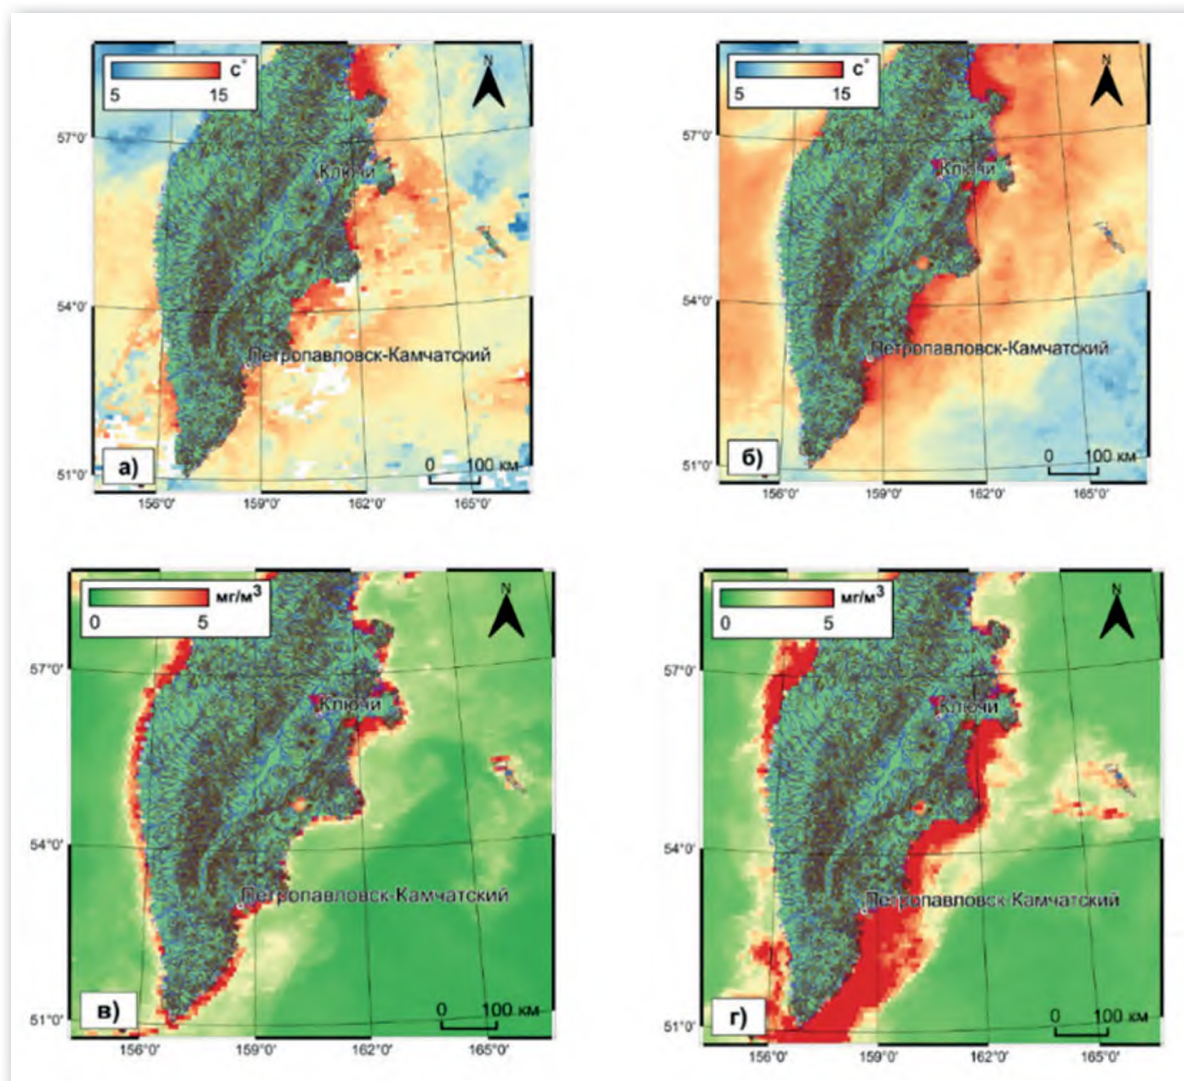 c°
5 15
N
57°0'
Ключи
54°0'
Петропавловск-Камчатский
а)
0 100 км
51°0'
156°0' 159°0' 162°0' 165°0'
c°
5 15
N
57°0'
Ключи
54°0'
Петропавловск-Камчатский
б)
0 100 км
51°0'
156°0' 159°0' 162°0' 165°0'
мг/м³
0 5
N
57°0'
Ключи
54°0'
Петропавловск-Камчатский
в)
0 100 км
51°0'
156°0' 159°0' 162°0' 165°0'
мг/м³
0 5
N
57°0'
Ключи
54°0'
Петропавловск-Камчатский
г)
0 100 км
51°0'
156°0' 159°0' 162°0' 165°0'